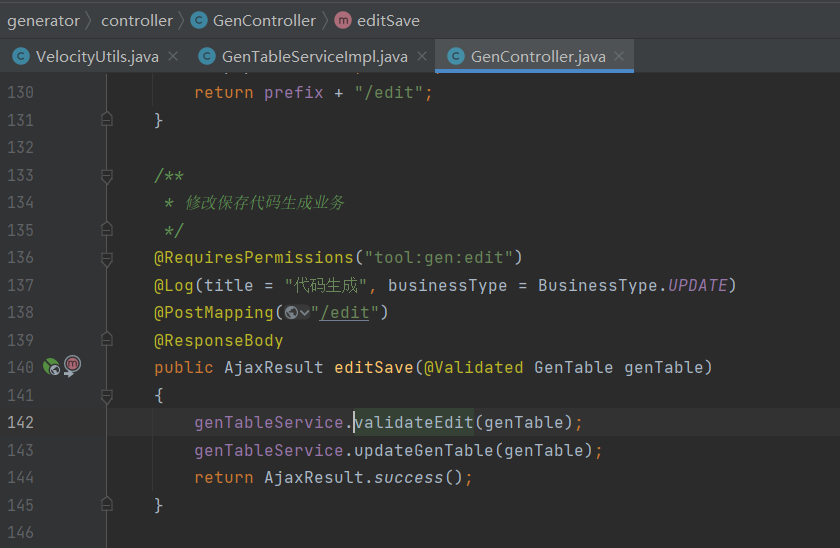 generator 〉 controller 〉 C GenController 〉 m editSave
C VelocityUtils.java × C GenTableServiceImpl.java × C GenController.java ×
130 return prefix + "/edit";
131 }
132
133 /**
134 * 修改保存代码生成业务
135 */
136 @RequiresPermissions("tool:gen:edit")
137 @Log(title = "代码生成", businessType = BusinessType.UPDATE)
138 @PostMapping("/edit")
139 @ResponseBody
140 public AjaxResult editSave(@Validated GenTable genTable)
141 {
142 genTableService.validateEdit(genTable);
143 genTableService.updateGenTable(genTable);
144 return AjaxResult.success();
145 }
146